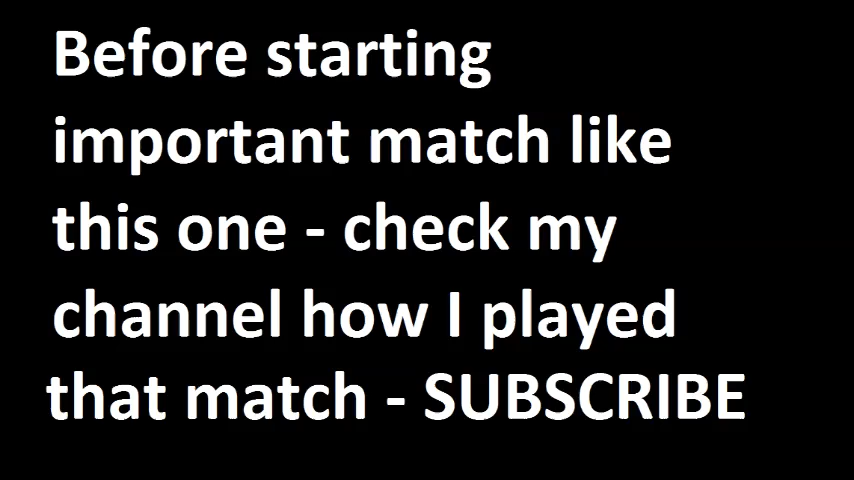 Before starting
important match like
this one - check my
channel how I played
that match - SUBSCRIBE